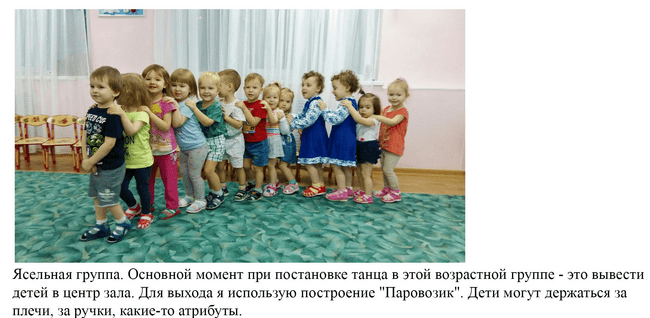 Ясельная группа. Основной момент при постановке танца в этой возрастной группе - это вывести
детей в центр зала. Для выхода я использую построение "Паровозик". Дети могут держаться за
плечи, за ручки, какие-то атрибуты.